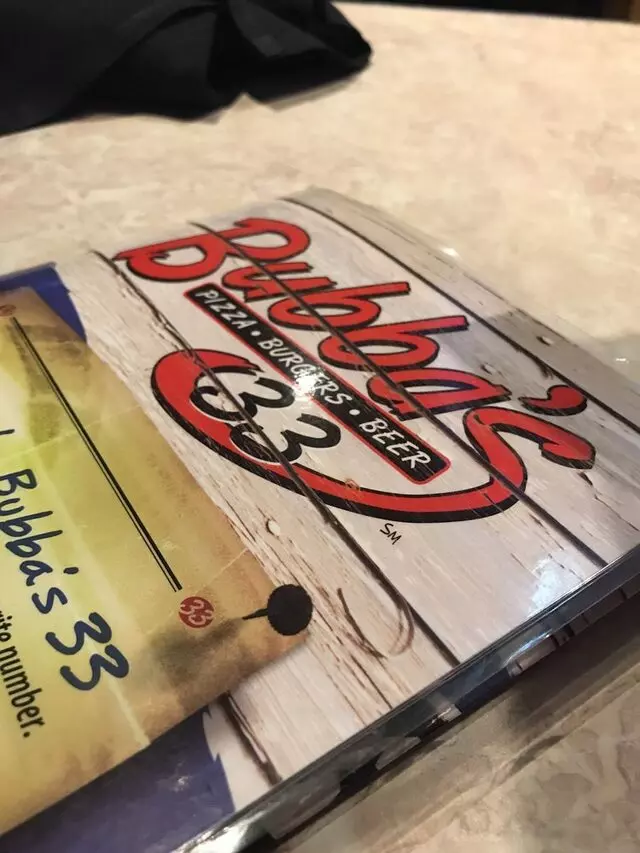 Bubba's
PIZZA • BURGERS • BEER
33
SM
Bubba's 33
33
number.